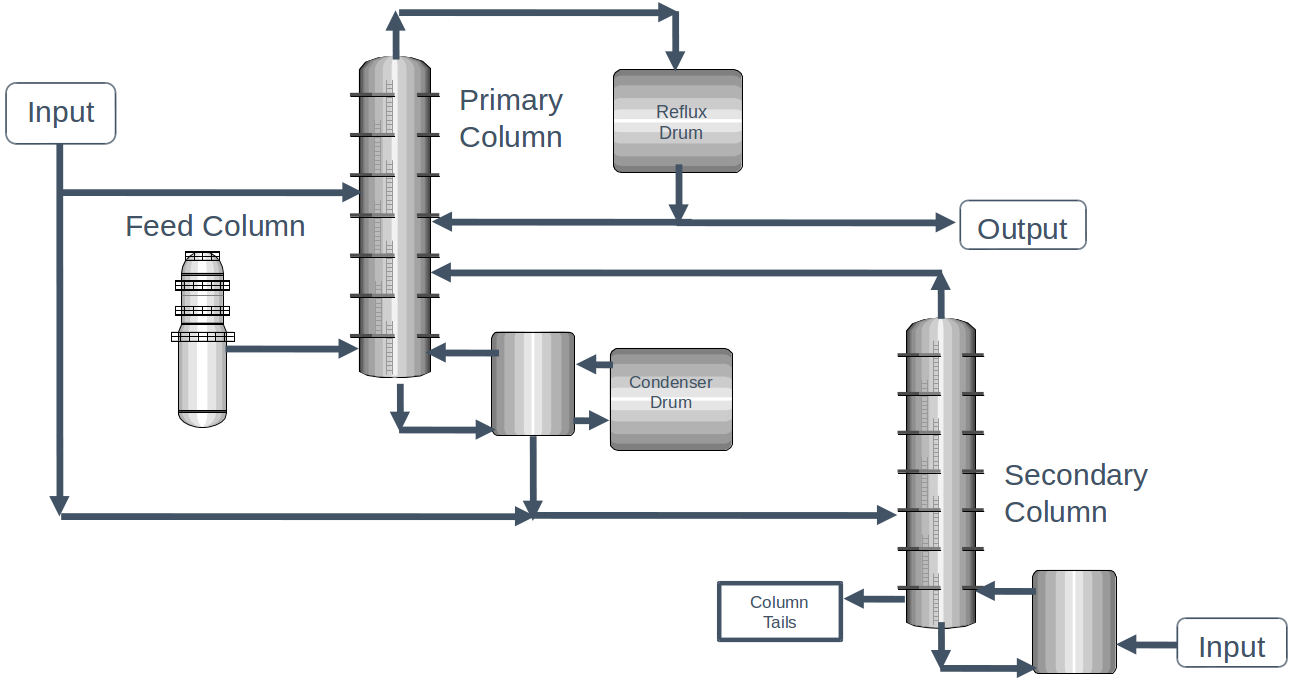 Input
Primary
Column
Reflux
Drum
Feed Column
Output
Condenser
Drum
Secondary
Column
Column
Tails
Input